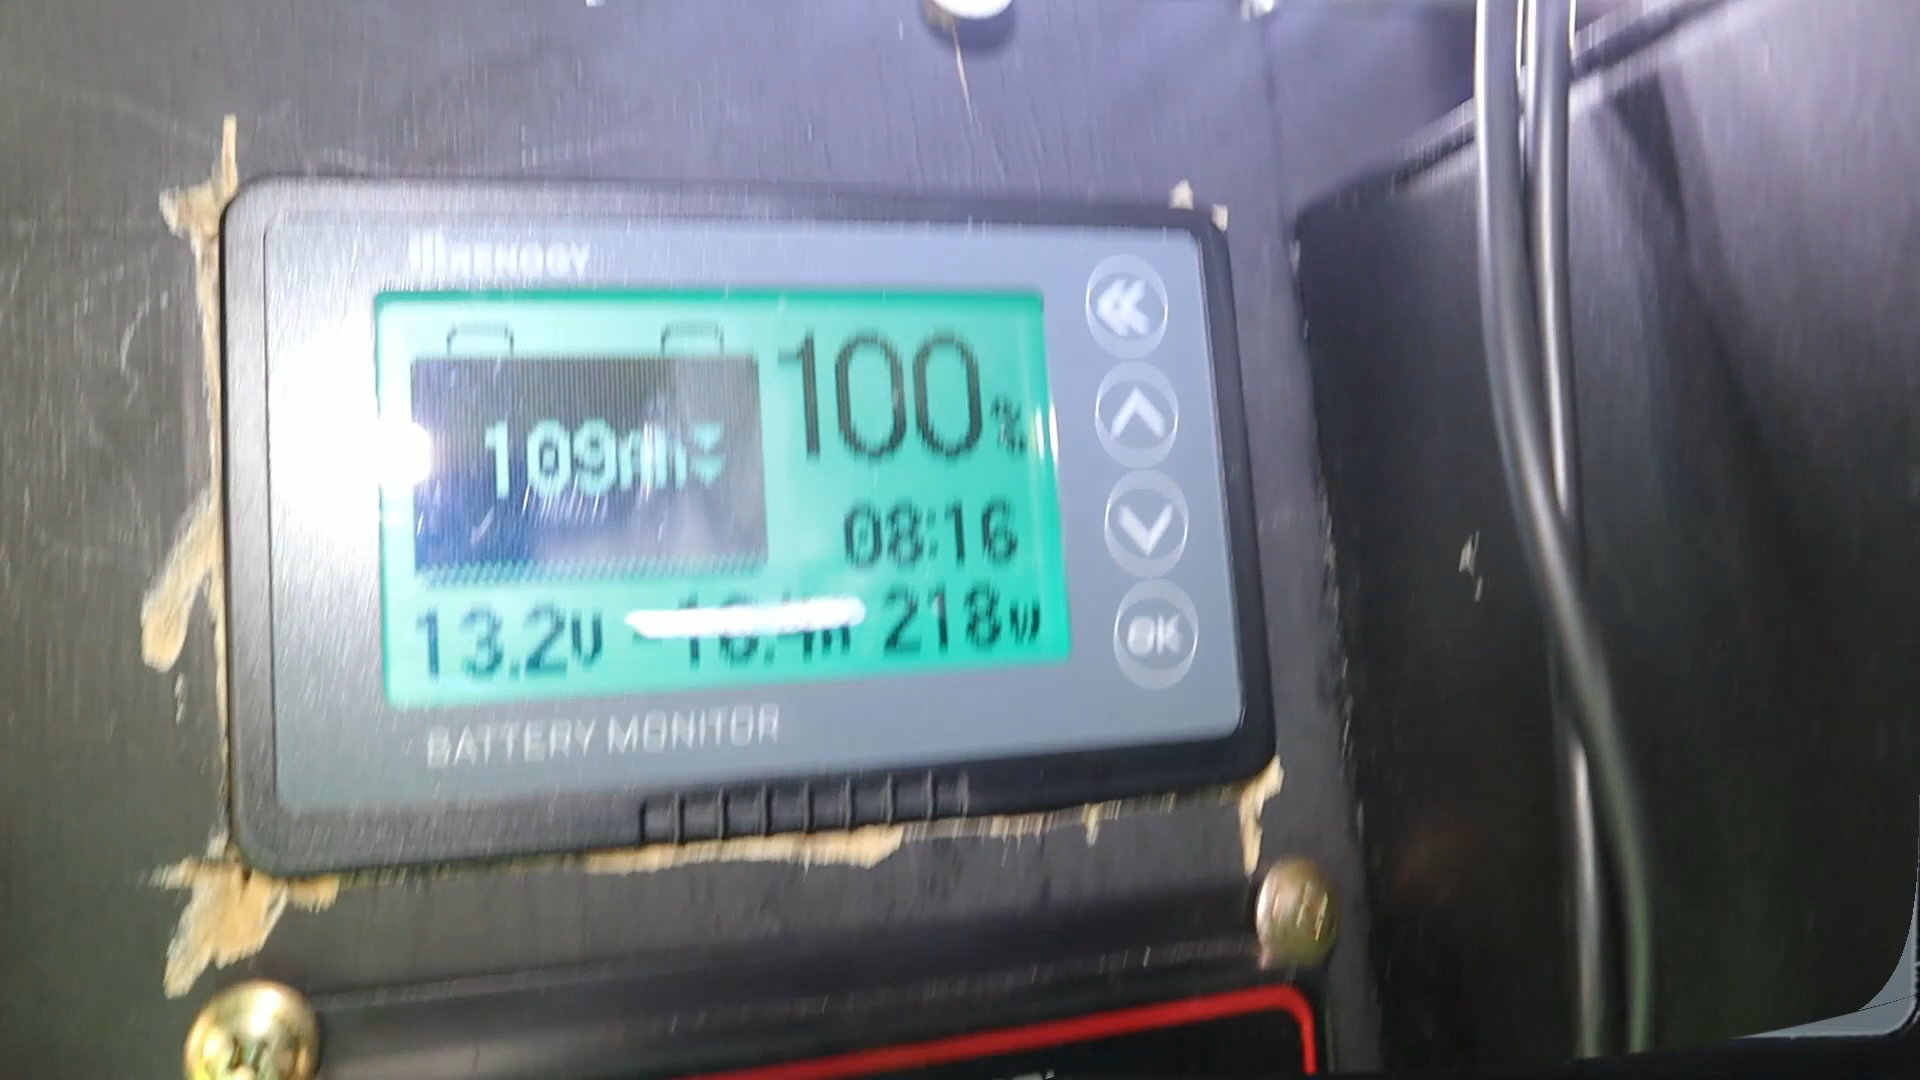 RENOGY
100%
109Ah
08:16
13.2V 218W
BATTERY MONITOR
OK